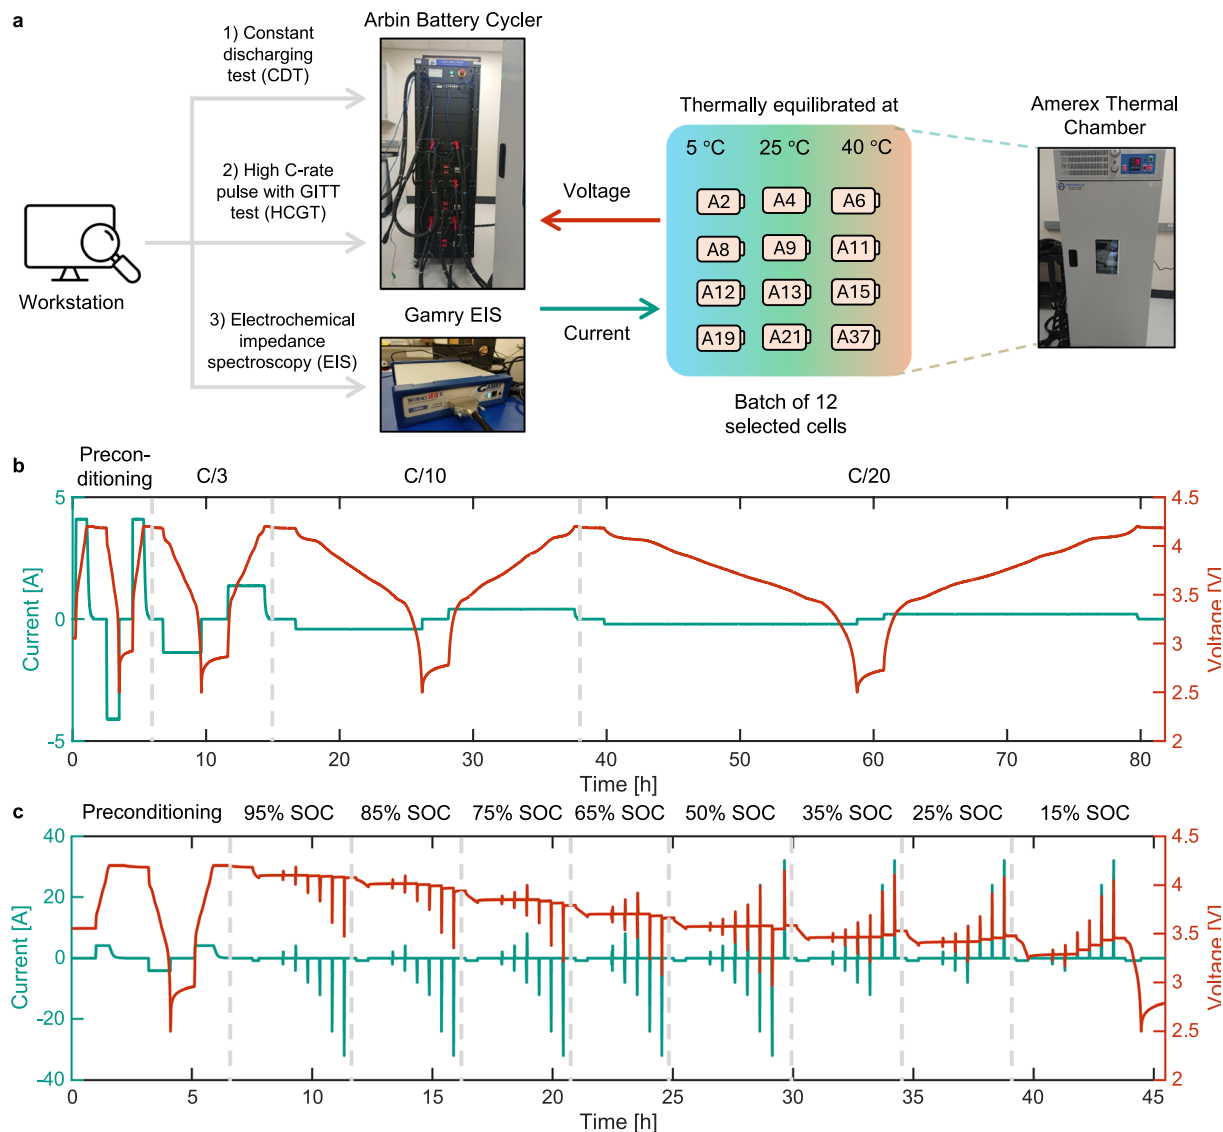 a
Arbin Battery Cycler
1) Constant
discharging
test (CDT)
2) High C-rate
pulse with GITT
test (HCGT)
3) Electrochemical
impedance
spectroscopy (EIS)
Workstation
Gamry EIS
Voltage
Current
Thermally equilibrated at
5 °C 25 °C 40 °C
A2 A4 A6
A8 A9 A11
A12 A13 A15
A19 A21 A37
Batch of 12
selected cells
Amerex Thermal
Chamber
b
Precon-
ditioning
C/3 C/10 C/20
Current [A]
5
0
-5
Voltage [V]
4.5
4
3.5
3
2.5
2
0 10 20 30 40 50 60 70 80
Time [h]
c
Preconditioning 95% SOC 85% SOC 75% SOC 65% SOC 50% SOC 35% SOC 25% SOC 15% SOC
Current [A]
40
20
0
-20
-40
Voltage [V]
4.5
4
3.5
3
2.5
2
0 5 10 15 20 25 30 35 40 45
Time [h]